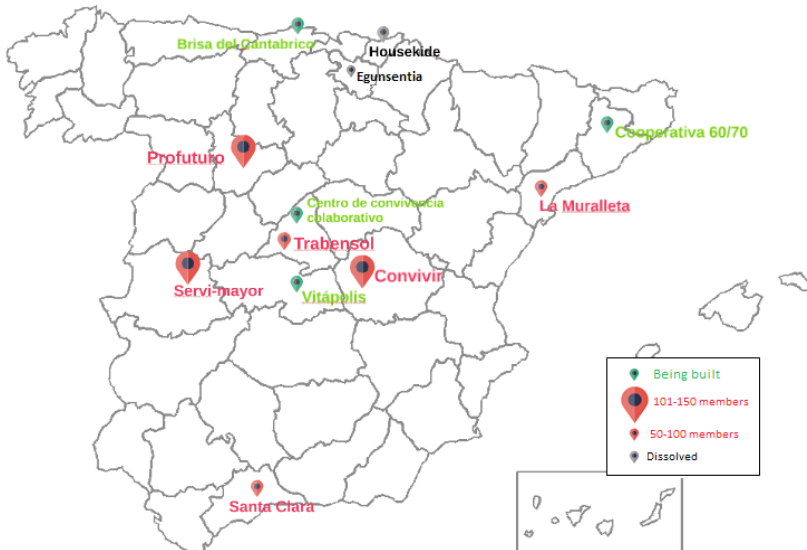 Brisa del Cantabrico
Housekide
Egunsentia
Profuturo
Cooperativa 60/70
La Muralleta
Centro de convivencia
colaborativo
Trabensol
Servi-mayor
Convivir
Vitápolis
Santa Clara
Being built
101-150 members
50-100 members
Dissolved